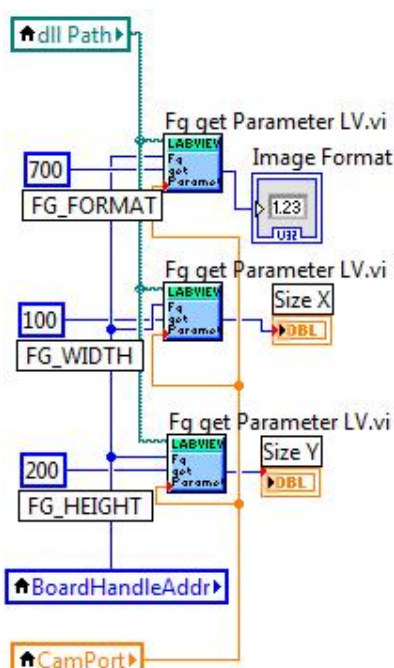 dll Path
Fg get Parameter LV.vi
LABVIEW
Fg
get
Paramet
700
FG_FORMAT
Image Format
1.23
U32
Fg get Parameter LV.vi
LABVIEW
Fg
get
Paramet
100
FG_WIDTH
Size X
DBL
Fg get Parameter LV.vi
LABVIEW
Fg
get
Paramet
200
FG_HEIGHT
Size Y
DBL
BoardHandleAddr
CamPort